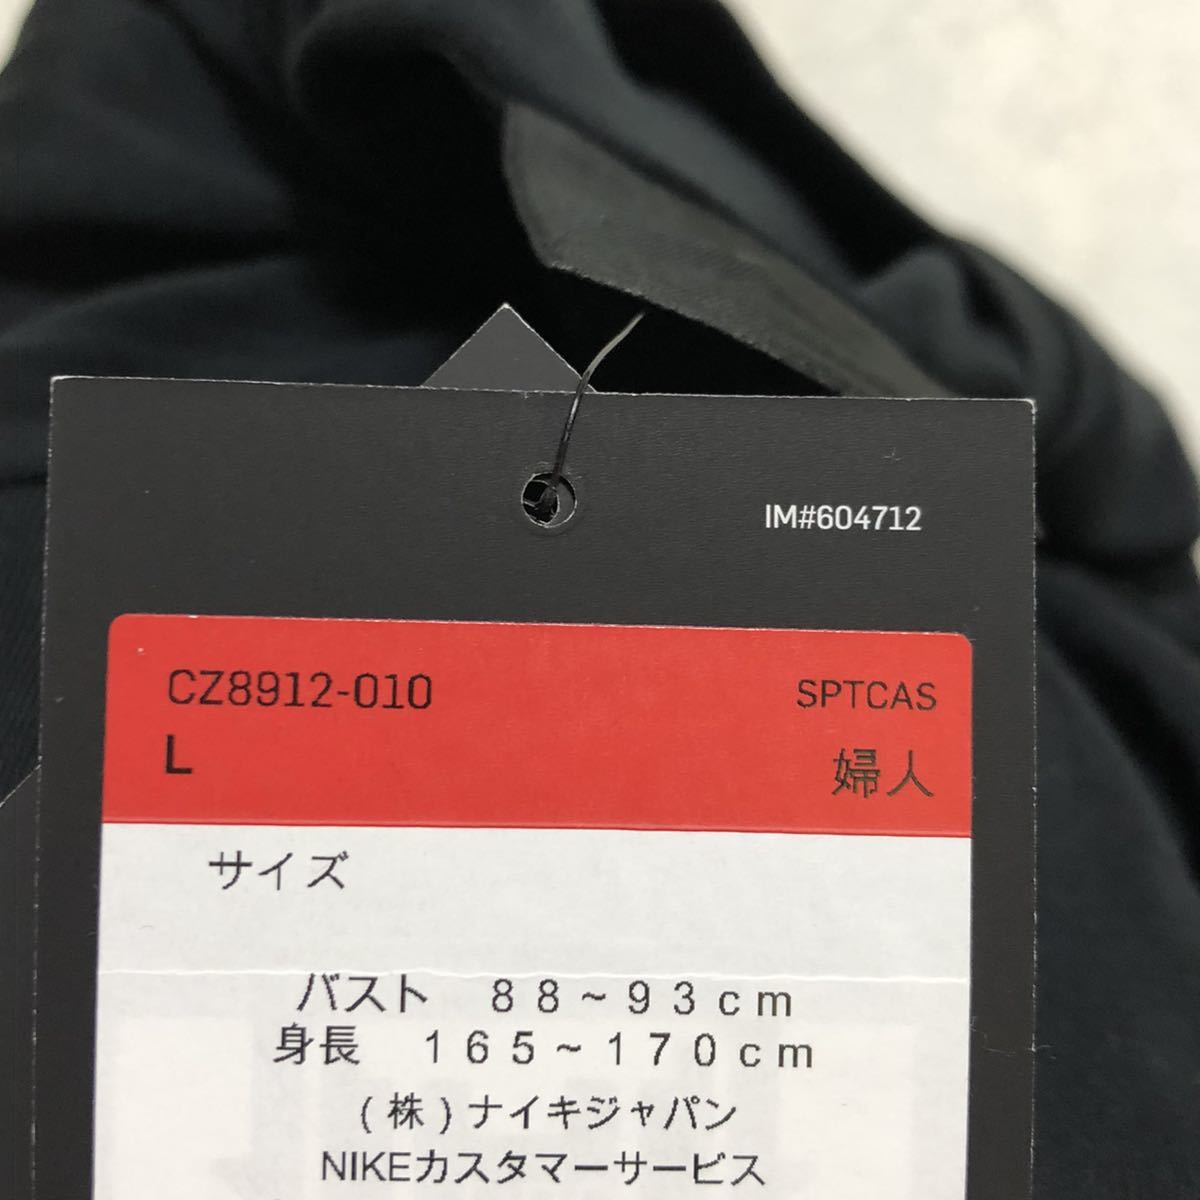 IM#604712
CZ8912-010 SPTCAS
L 婦人
サイズ
バスト 88~93cm
身長 165~170cm
(株)ナイキジャパン
NIKEカスタマーサービス